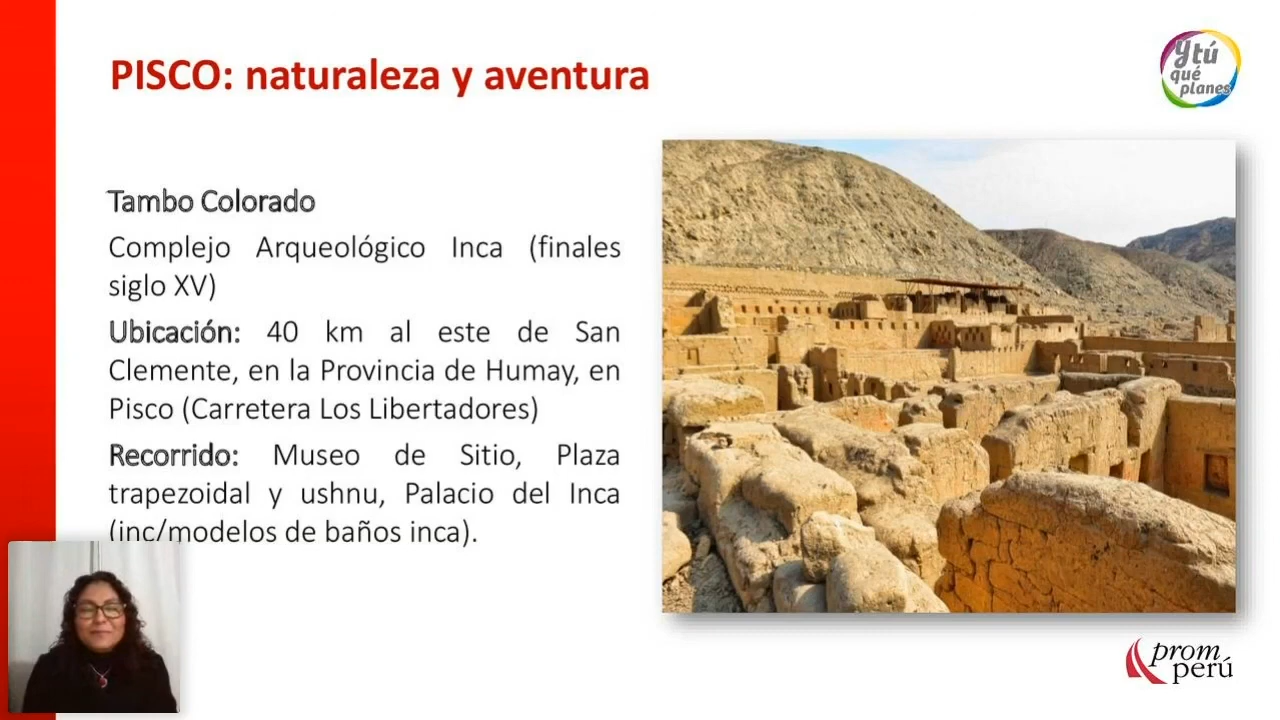 PISCO: naturaleza y aventura
Y tú
qué
planes
Tambo Colorado
Complejo Arqueológico Inca (finales
siglo XV)
Ubicación: 40 km al este de San
Clemente, en la Provincia de Humay, en
Pisco (Carretera Los Libertadores)
Recorrido: Museo de Sitio, Plaza
trapezoidal y ushnu, Palacio del Inca
(inc/modelos de baños inca).
prom
perú